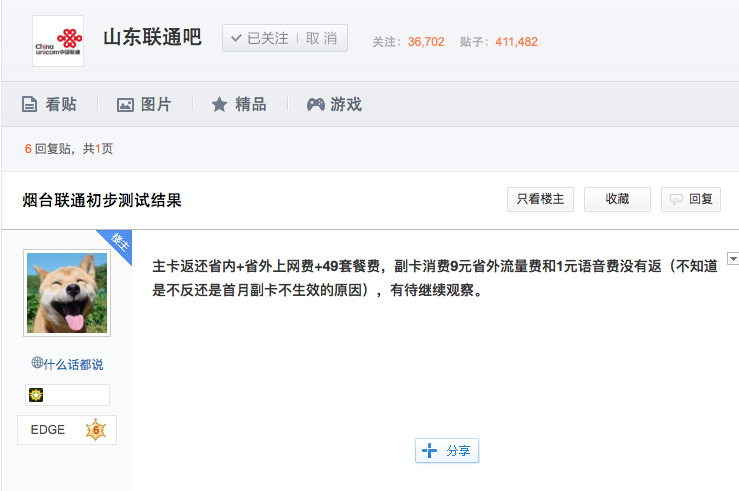 China
unicom中国联通
山东联通吧
已关注
取消
关注：36,702
贴子：411,482
看贴
图片
精品
游戏
6 回复贴，共1页
烟台联通初步测试结果
只看楼主
收藏
回复
楼主
主卡返还省内+省外上网费+49套餐费，副卡消费9元省外流量费和1元语音费没有返（不知道
是不反还是首月副卡不生效的原因），有待继续观察。
什么话都说
EDGE
6
分享